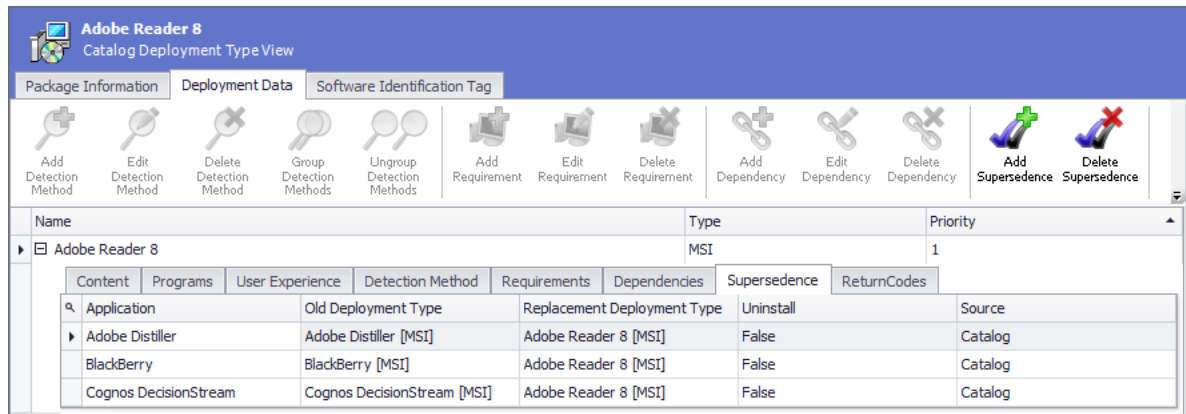 Adobe Reader 8
Catalog Deployment Type View
Package Information Deployment Data Software Identification Tag
Add Detection Method Edit Detection Method Delete Detection Method Group Detection Methods Ungroup Detection Methods Add Requirement Edit Requirement Delete Requirement Add Dependency Edit Dependency Delete Dependency Add Supersedence Delete Supersedence
Name Type Priority
Adobe Reader 8 MSI 1
Content Programs User Experience Detection Method Requirements Dependencies Supersedence ReturnCodes
Application Old Deployment Type Replacement Deployment Type Uninstall Source
Adobe Distiller Adobe Distiller [MSI] Adobe Reader 8 [MSI] False Catalog
BlackBerry BlackBerry [MSI] Adobe Reader 8 [MSI] False Catalog
Cognos DecisionStream Cognos DecisionStream [MSI] Adobe Reader 8 [MSI] False Catalog